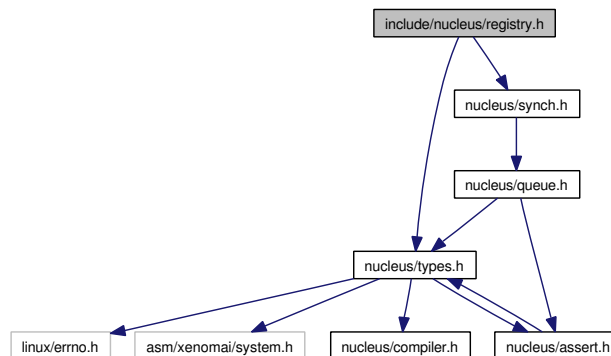 include/nucleus/registry.h
nucleus/synch.h
nucleus/queue.h
nucleus/types.h
linux/errno.h asm/xenomai/system.h nucleus/compiler.h nucleus/assert.h